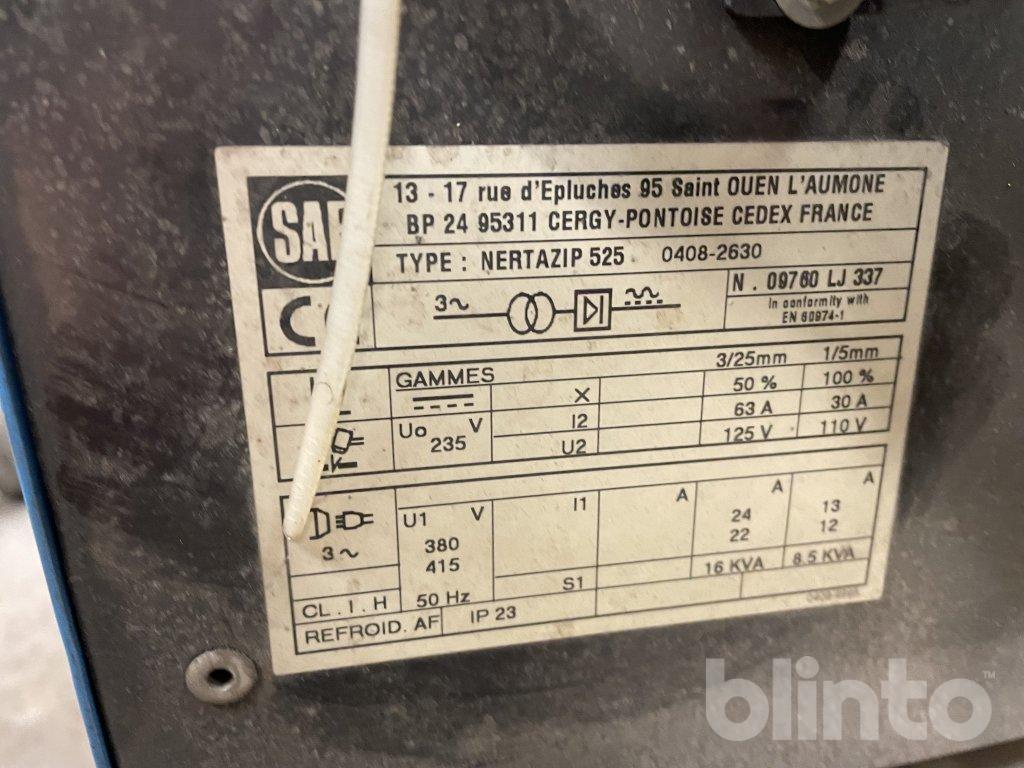 SAF
13 - 17 rue d'Epluches 95 Saint OUEN L'AUMONE
BP 24 95311 CERGY-PONTOISE CEDEX FRANCE
TYPE : NERTAZIP 525 0408-2630
N . 09760 LJ 337
In conformity with
EN 60974-1
3~
CE
3/25mm 1/5mm
GAMMES
X 50 % 100 %
I2 63 A 30 A
Uo V
235
U2 125 V 110 V
U1 V I1 A A A
380 24 13
415 22 12
3~
S1 16 KVA 8.5 KVA
CL . I . H 50 Hz
REFROID. AF IP 23
blinto™